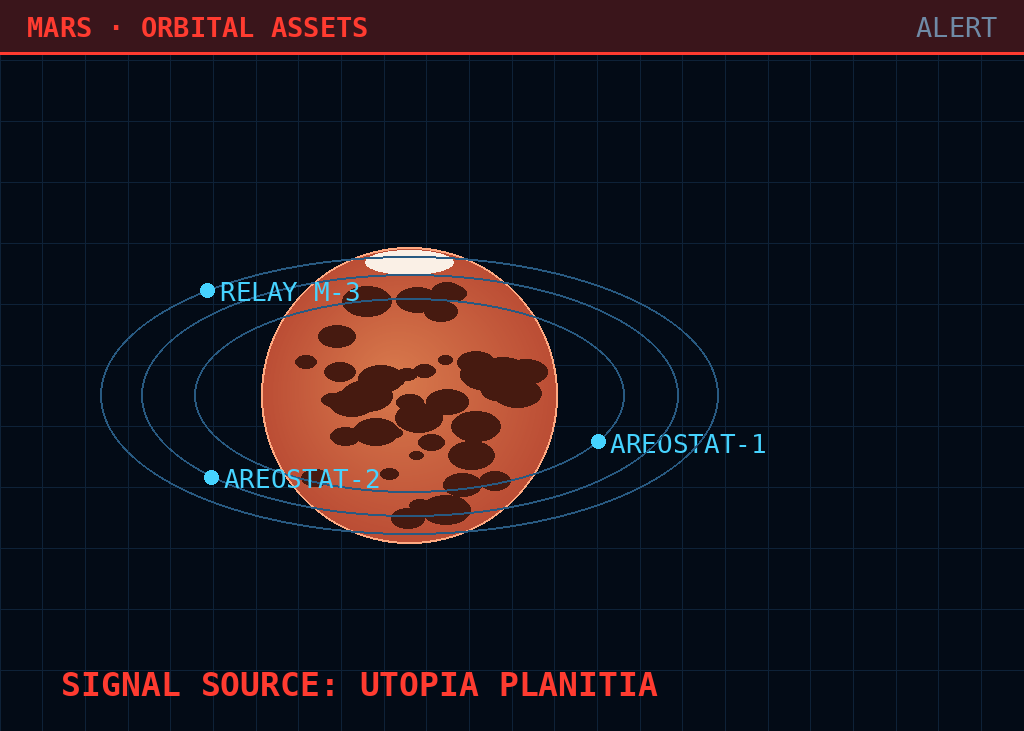 MARS · ORBITAL ASSETS
ALERT
RELAY M-3
AREOSTAT-1
AREOSTAT-2
SIGNAL SOURCE: UTOPIA PLANITIA